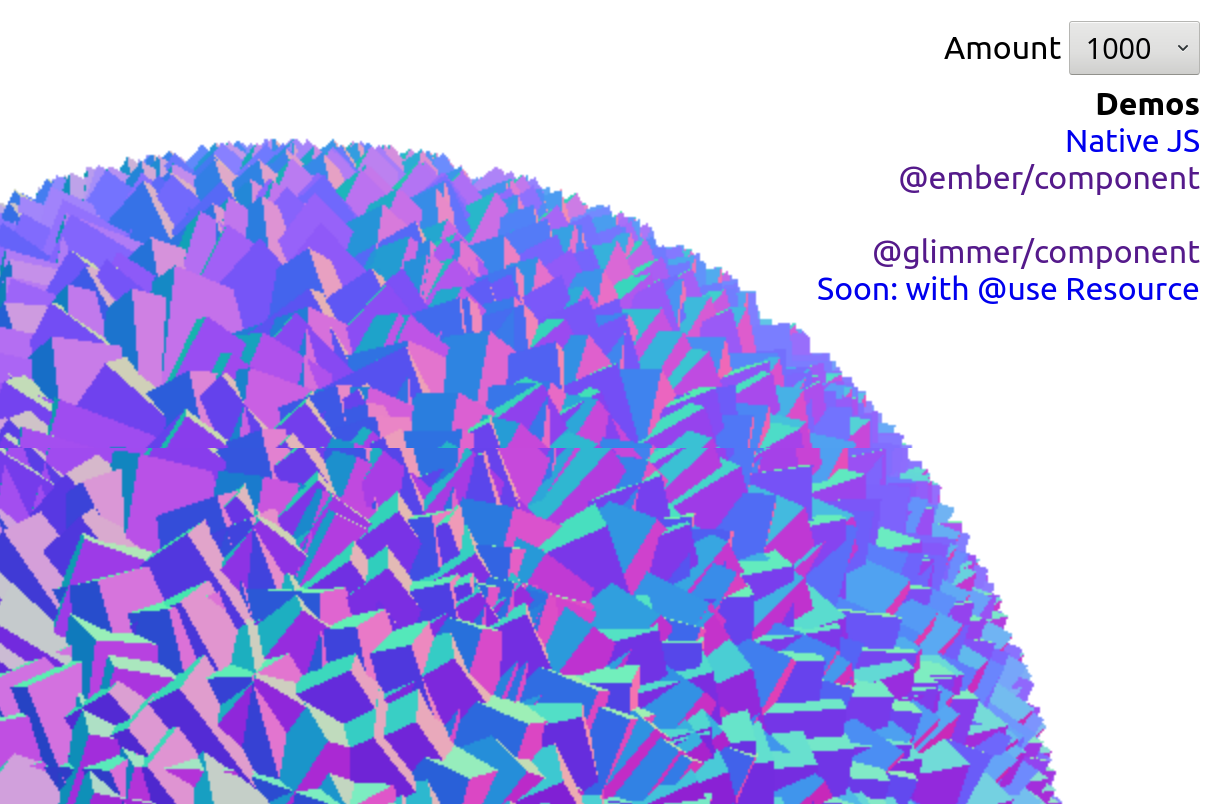 Amount 1000
Demos
Native JS
@ember/component
@glimmer/component
Soon: with @use Resource